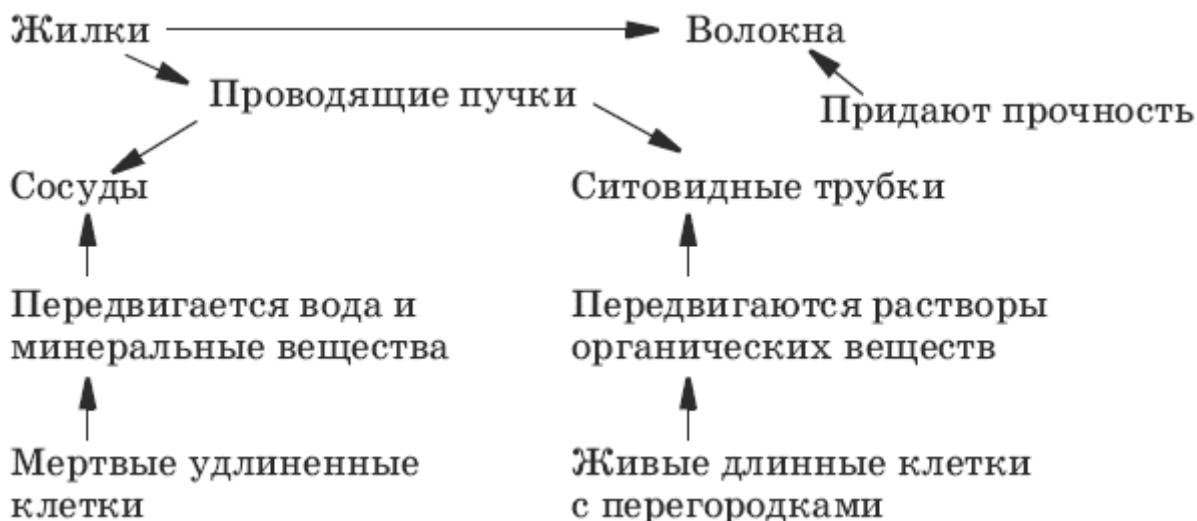 Жилки
Волокна
Проводящие пучки
Придают прочность
Сосуды
Ситовидные трубки
Передвигается вода и
минеральные вещества
Передвигаются растворы
органических веществ
Мертвые удлиненные
клетки
Живые длинные клетки
с перегородками